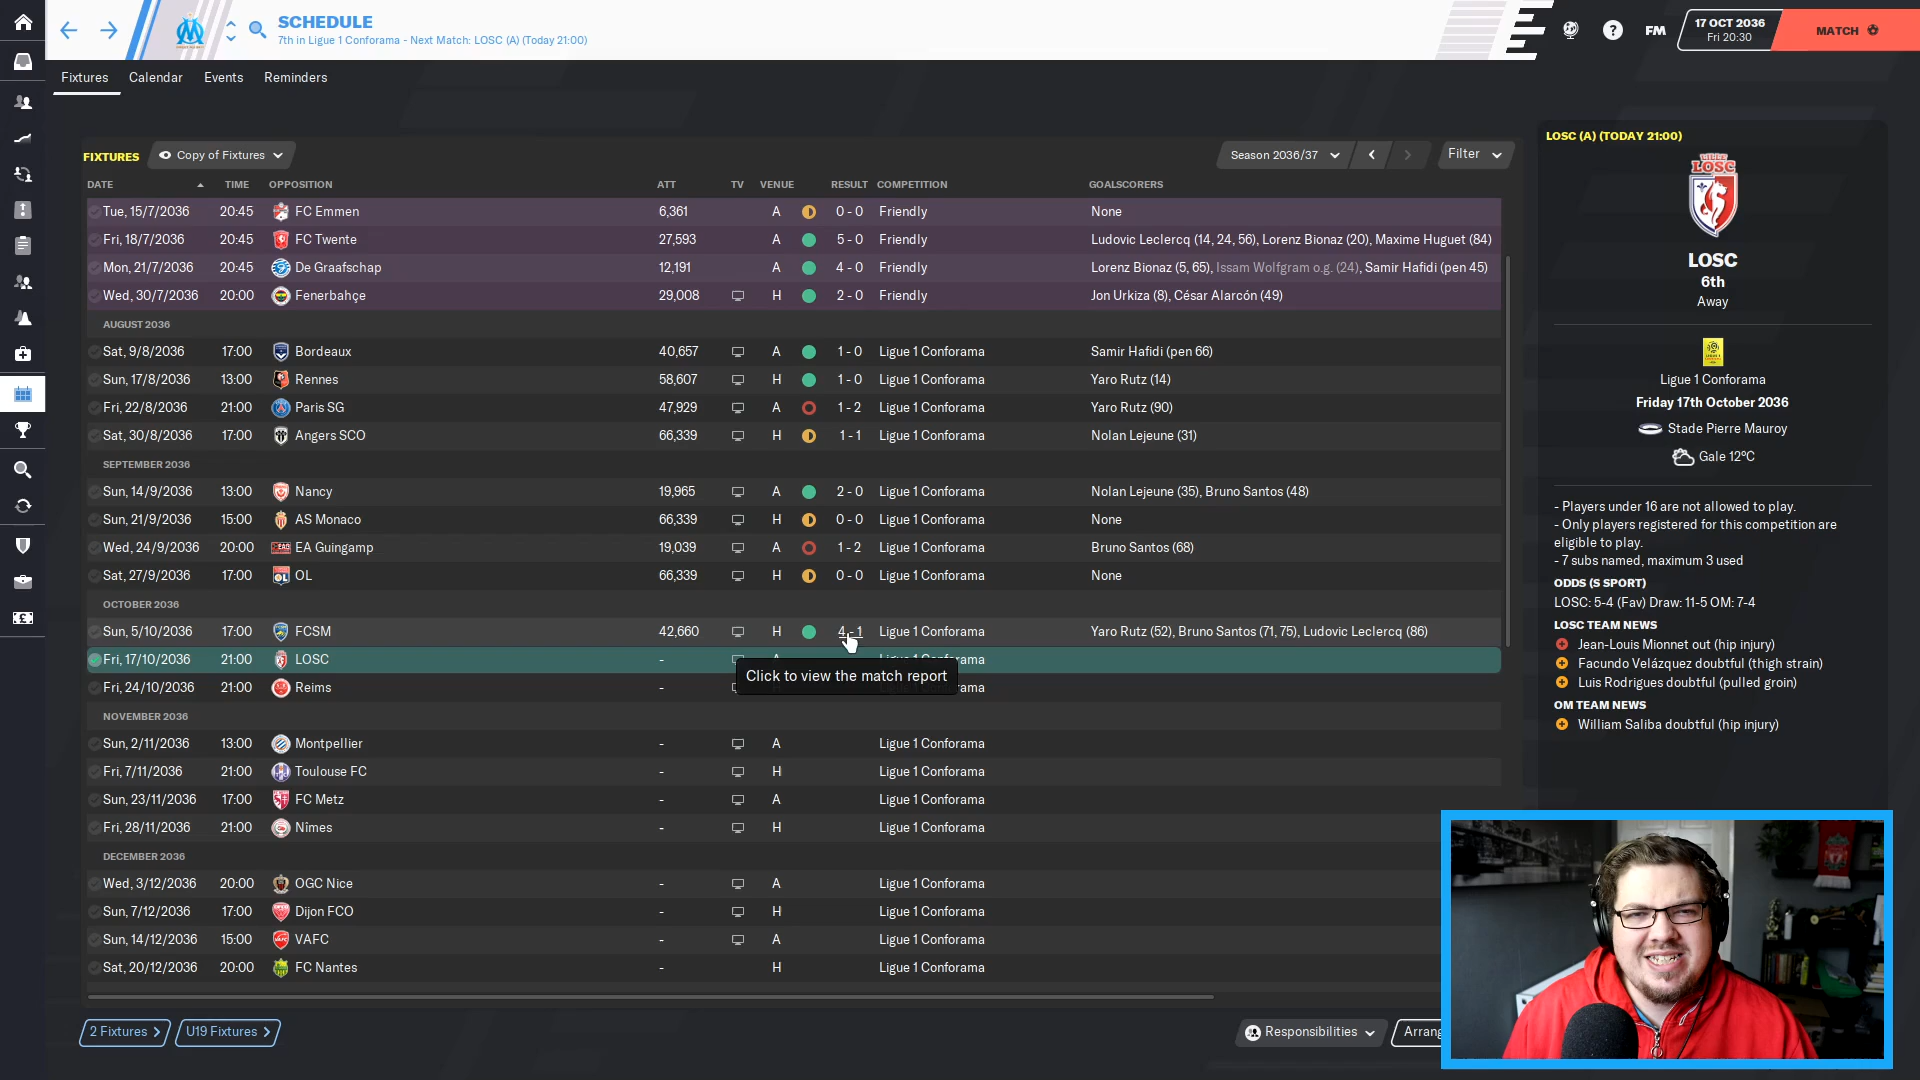 SCHEDULE
7th in Ligue 1 Conforama - Next Match: LOSC (A) (Today 21:00)
FM
17 OCT 2036
Fri 20:30
MATCH
Fixtures Calendar Events Reminders
FIXTURES Copy of Fixtures Season 2036/37 Filter
DATE TIME OPPOSITION ATT TV VENUE RESULT COMPETITION GOALSCORERS
Tue, 15/7/2036 20:45 FC Emmen 6,361 A 0 - 0 Friendly None
Fri, 18/7/2036 20:45 FC Twente 27,593 A 5 - 0 Friendly Ludovic Leclercq (14, 24, 56), Lorenz Bionaz (20), Maxime Huguet (84)
Mon, 21/7/2036 20:45 De Graafschap 12,191 A 4 - 0 Friendly Lorenz Bionaz (5, 65), Issam Wolfgram o.g. (24), Samir Hafidi (pen 45)
Wed, 30/7/2036 20:00 Fenerbahçe 29,008 H 2 - 0 Friendly Jon Urkiza (8), César Alarcón (49)
AUGUST 2036
Sat, 9/8/2036 17:00 Bordeaux 40,657 A 1 - 0 Ligue 1 Conforama Samir Hafidi (pen 66)
Sun, 17/8/2036 13:00 Rennes 58,607 H 1 - 0 Ligue 1 Conforama Yaro Rutz (14)
Fri, 22/8/2036 21:00 Paris SG 47,929 A 1 - 2 Ligue 1 Conforama Yaro Rutz (90)
Sat, 30/8/2036 17:00 Angers SCO 66,339 H 1 - 1 Ligue 1 Conforama Nolan Lejeune (31)
SEPTEMBER 2036
Sun, 14/9/2036 13:00 Nancy 19,965 A 2 - 0 Ligue 1 Conforama Nolan Lejeune (35), Bruno Santos (48)
Sun, 21/9/2036 15:00 AS Monaco 66,339 H 0 - 0 Ligue 1 Conforama None
Wed, 24/9/2036 20:00 EA Guingamp 19,039 A 1 - 2 Ligue 1 Conforama Bruno Santos (68)
Sat, 27/9/2036 17:00 OL 66,339 H 0 - 0 Ligue 1 Conforama None
OCTOBER 2036
Sun, 5/10/2036 17:00 FCSM 42,660 H 4 - 1 Ligue 1 Conforama Yaro Rutz (52), Bruno Santos (71, 75), Ludovic Leclercq (86)
Fri, 17/10/2036 21:00 LOSC - Ligue 1 Conforama
Click to view the match report
Fri, 24/10/2036 21:00 Reims - Ligue 1 Conforama
NOVEMBER 2036
Sun, 2/11/2036 13:00 Montpellier - A Ligue 1 Conforama
Fri, 7/11/2036 21:00 Toulouse FC - H Ligue 1 Conforama
Sun, 23/11/2036 17:00 FC Metz - A Ligue 1 Conforama
Fri, 28/11/2036 21:00 Nîmes - H Ligue 1 Conforama
DECEMBER 2036
Wed, 3/12/2036 20:00 OGC Nice - A Ligue 1 Conforama
Sun, 7/12/2036 17:00 Dijon FCO - H Ligue 1 Conforama
Sun, 14/12/2036 15:00 VAFC - A Ligue 1 Conforama
Sat, 20/12/2036 20:00 FC Nantes - H Ligue 1 Conforama
2 Fixtures U19 Fixtures Responsibilities Arrang
LOSC (A) (TODAY 21:00)
LOSC
LOSC
6th
Away
Ligue 1 Conforama
Friday 17th October 2036
Stade Pierre Mauroy
Gale 12ºC
- Players under 16 are not allowed to play.
- Only players registered for this competition are
eligible to play.
- 7 subs named, maximum 3 used
ODDS (S SPORT)
LOSC: 5-4 (Fav) Draw: 11-5 OM: 7-4
LOSC TEAM NEWS
Jean-Louis Mionnet out (hip injury)
Facundo Velázquez doubtful (thigh strain)
Luis Rodrigues doubtful (pulled groin)
OM TEAM NEWS
William Saliba doubtful (hip injury)